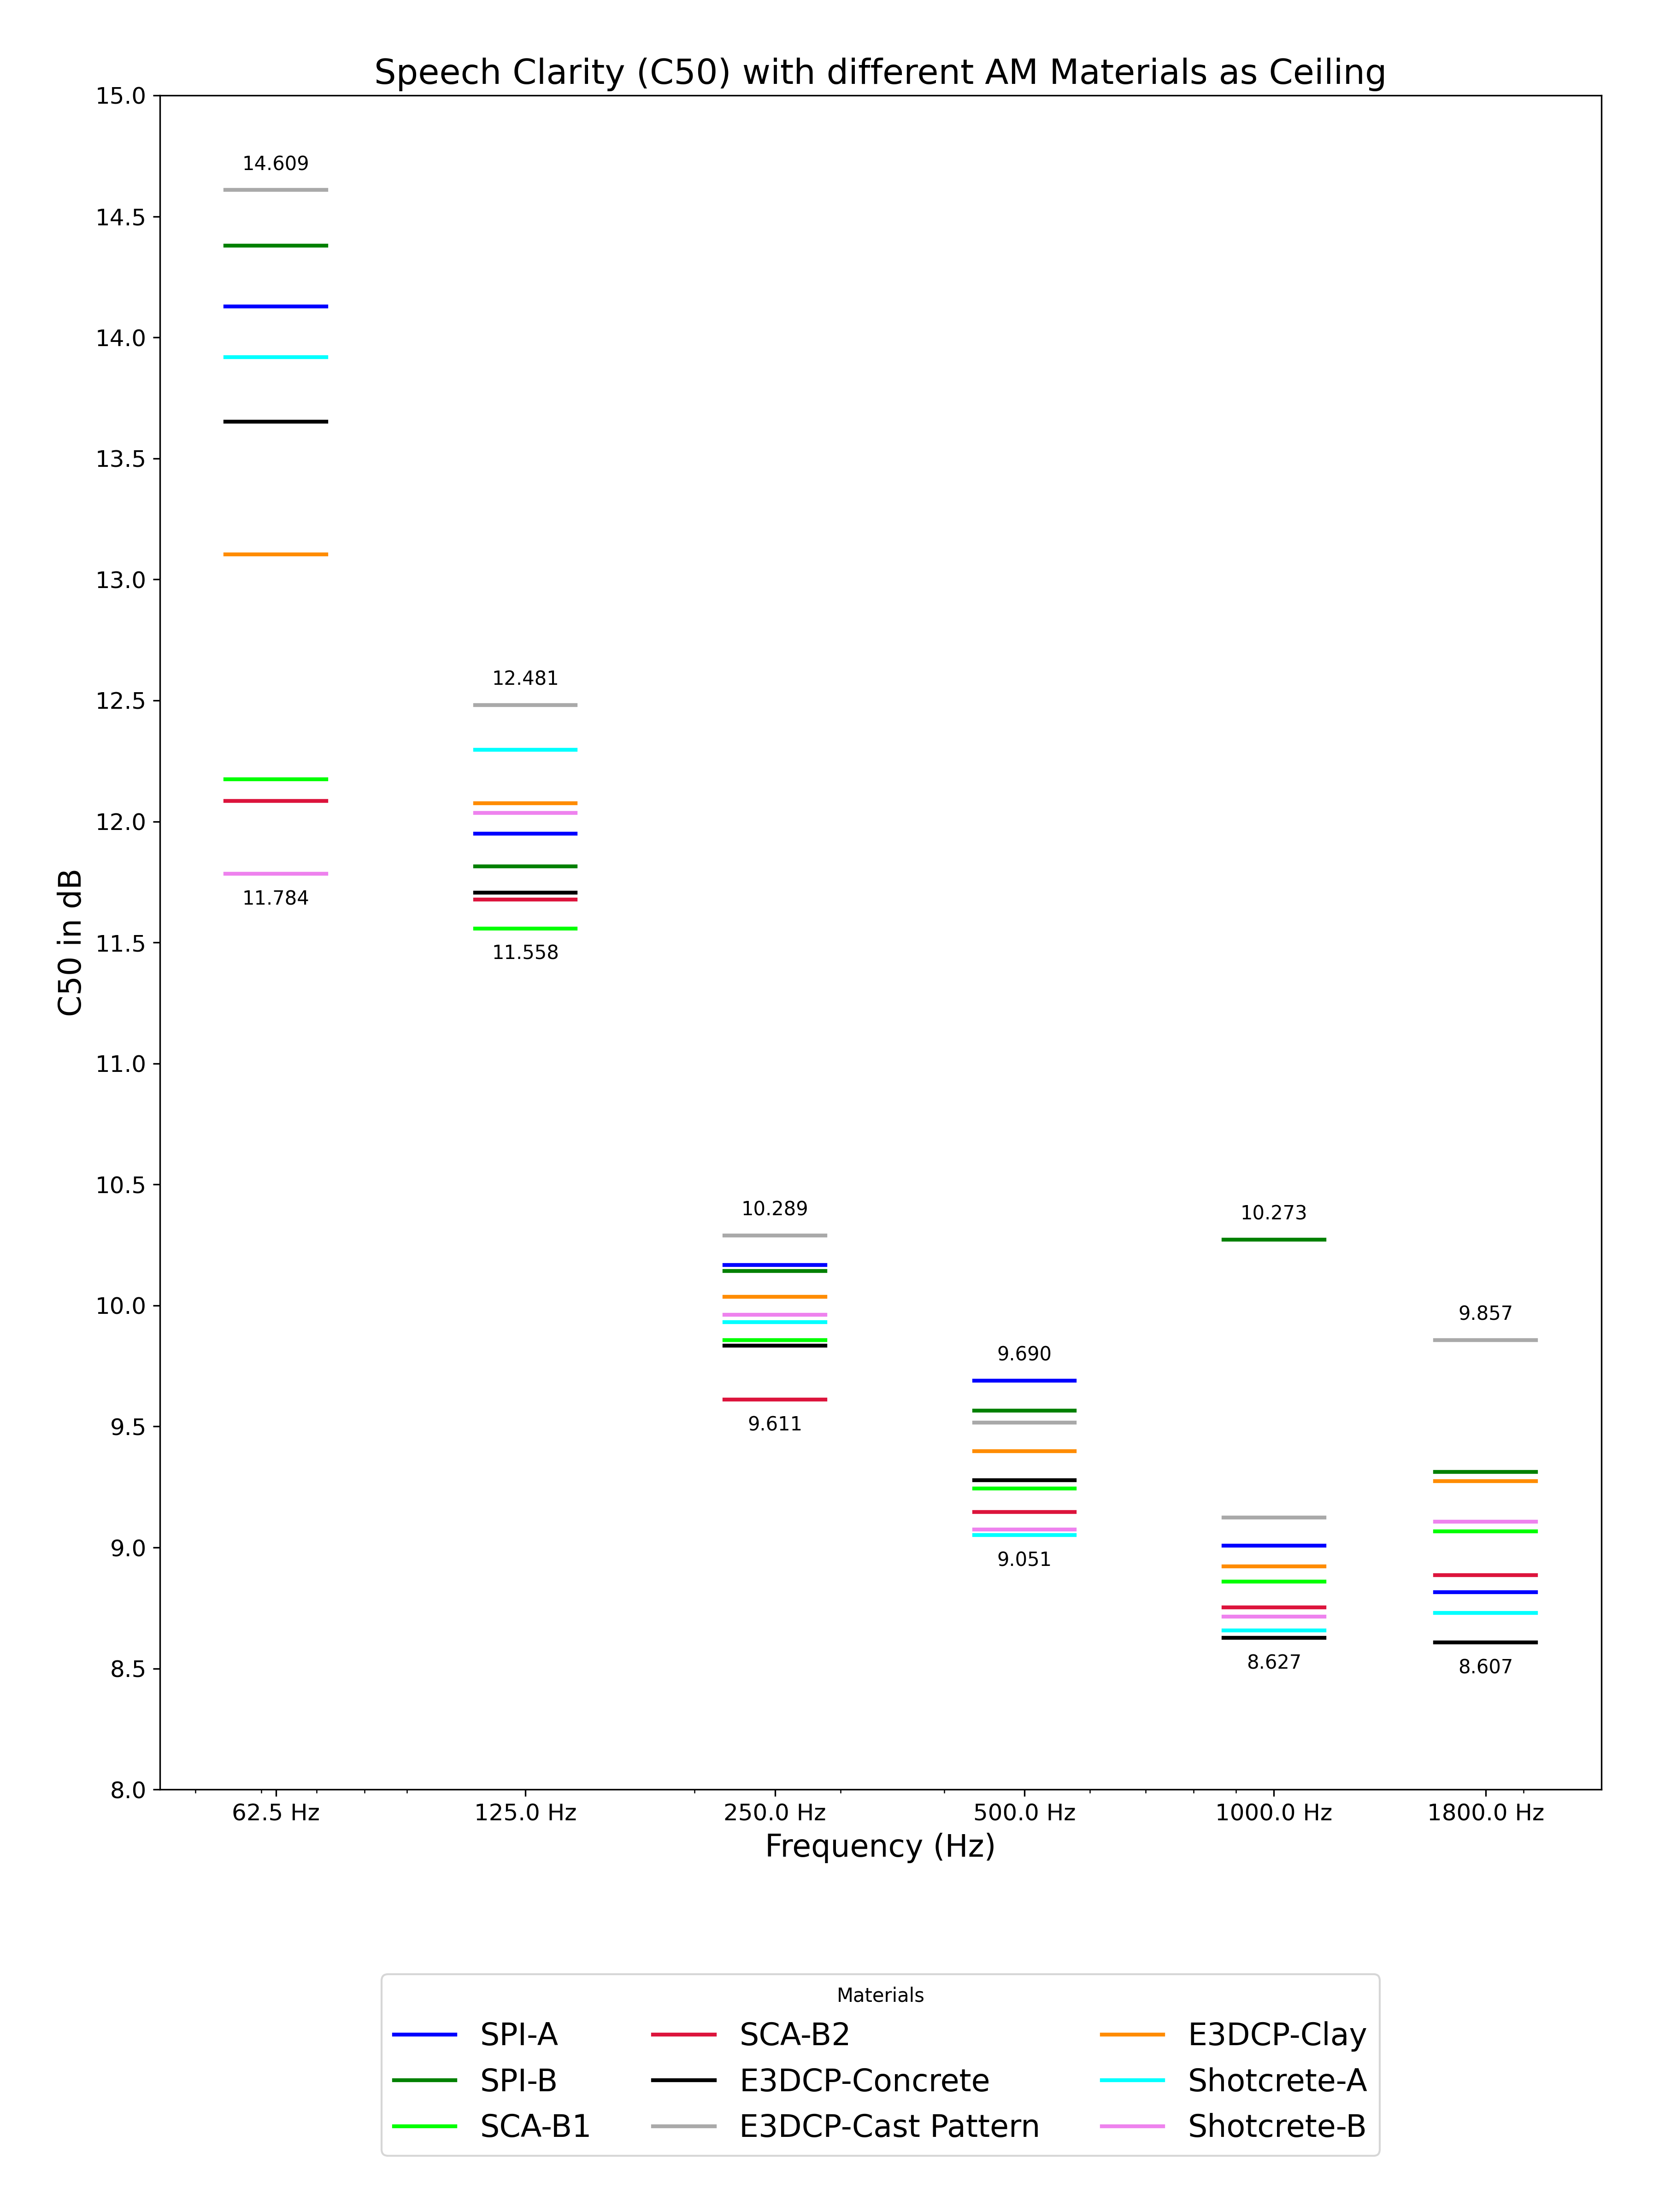 Speech Clarity (C50) with different AM Materials as Ceiling
15.0
14.5
14.0
13.5
13.0
12.5
12.0
11.5
11.0
10.5
10.0
9.5
9.0
8.5
8.0
C50 in dB
14.609
11.784
12.481
11.558
10.289
9.611
9.690
9.051
10.273
8.627
9.857
8.607
62.5 Hz
125.0 Hz
250.0 Hz
500.0 Hz
1000.0 Hz
1800.0 Hz
Frequency (Hz)
Materials
SPI-A
SPI-B
SCA-B1
SCA-B2
E3DCP-Concrete
E3DCP-Cast Pattern
E3DCP-Clay
Shotcrete-A
Shotcrete-B